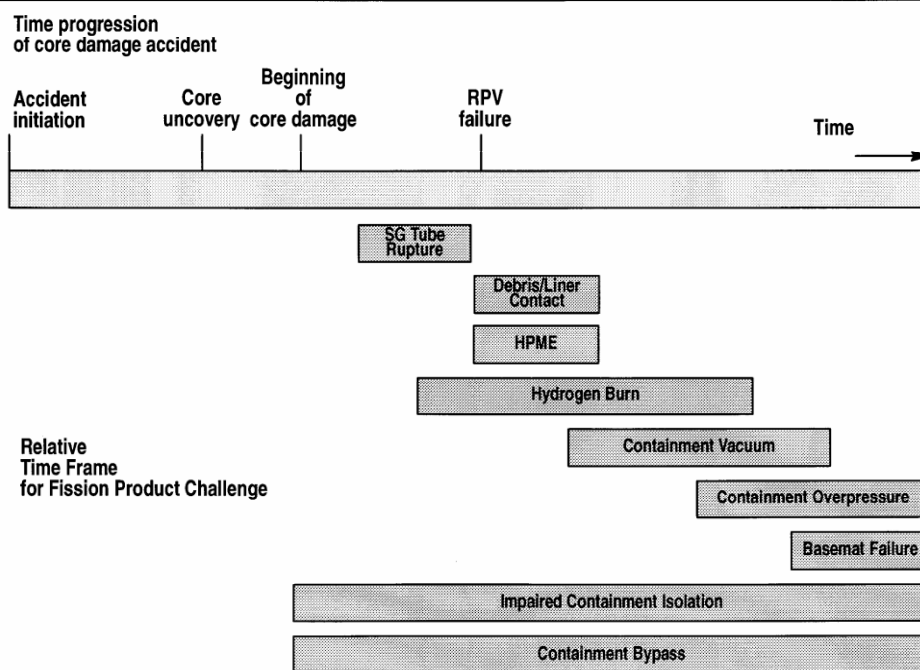 Time progression
of core damage accident
Accident
initiation
Core
uncovery
Beginning
of
core damage
RPV
failure
Time
SG Tube
Rupture
Debris/Liner
Contact
HPME
Hydrogen Burn
Containment Vacuum
Relative
Time Frame
for Fission Product Challenge
Containment Overpressure
Basemat Failure
Impaired Containment Isolation
Containment Bypass